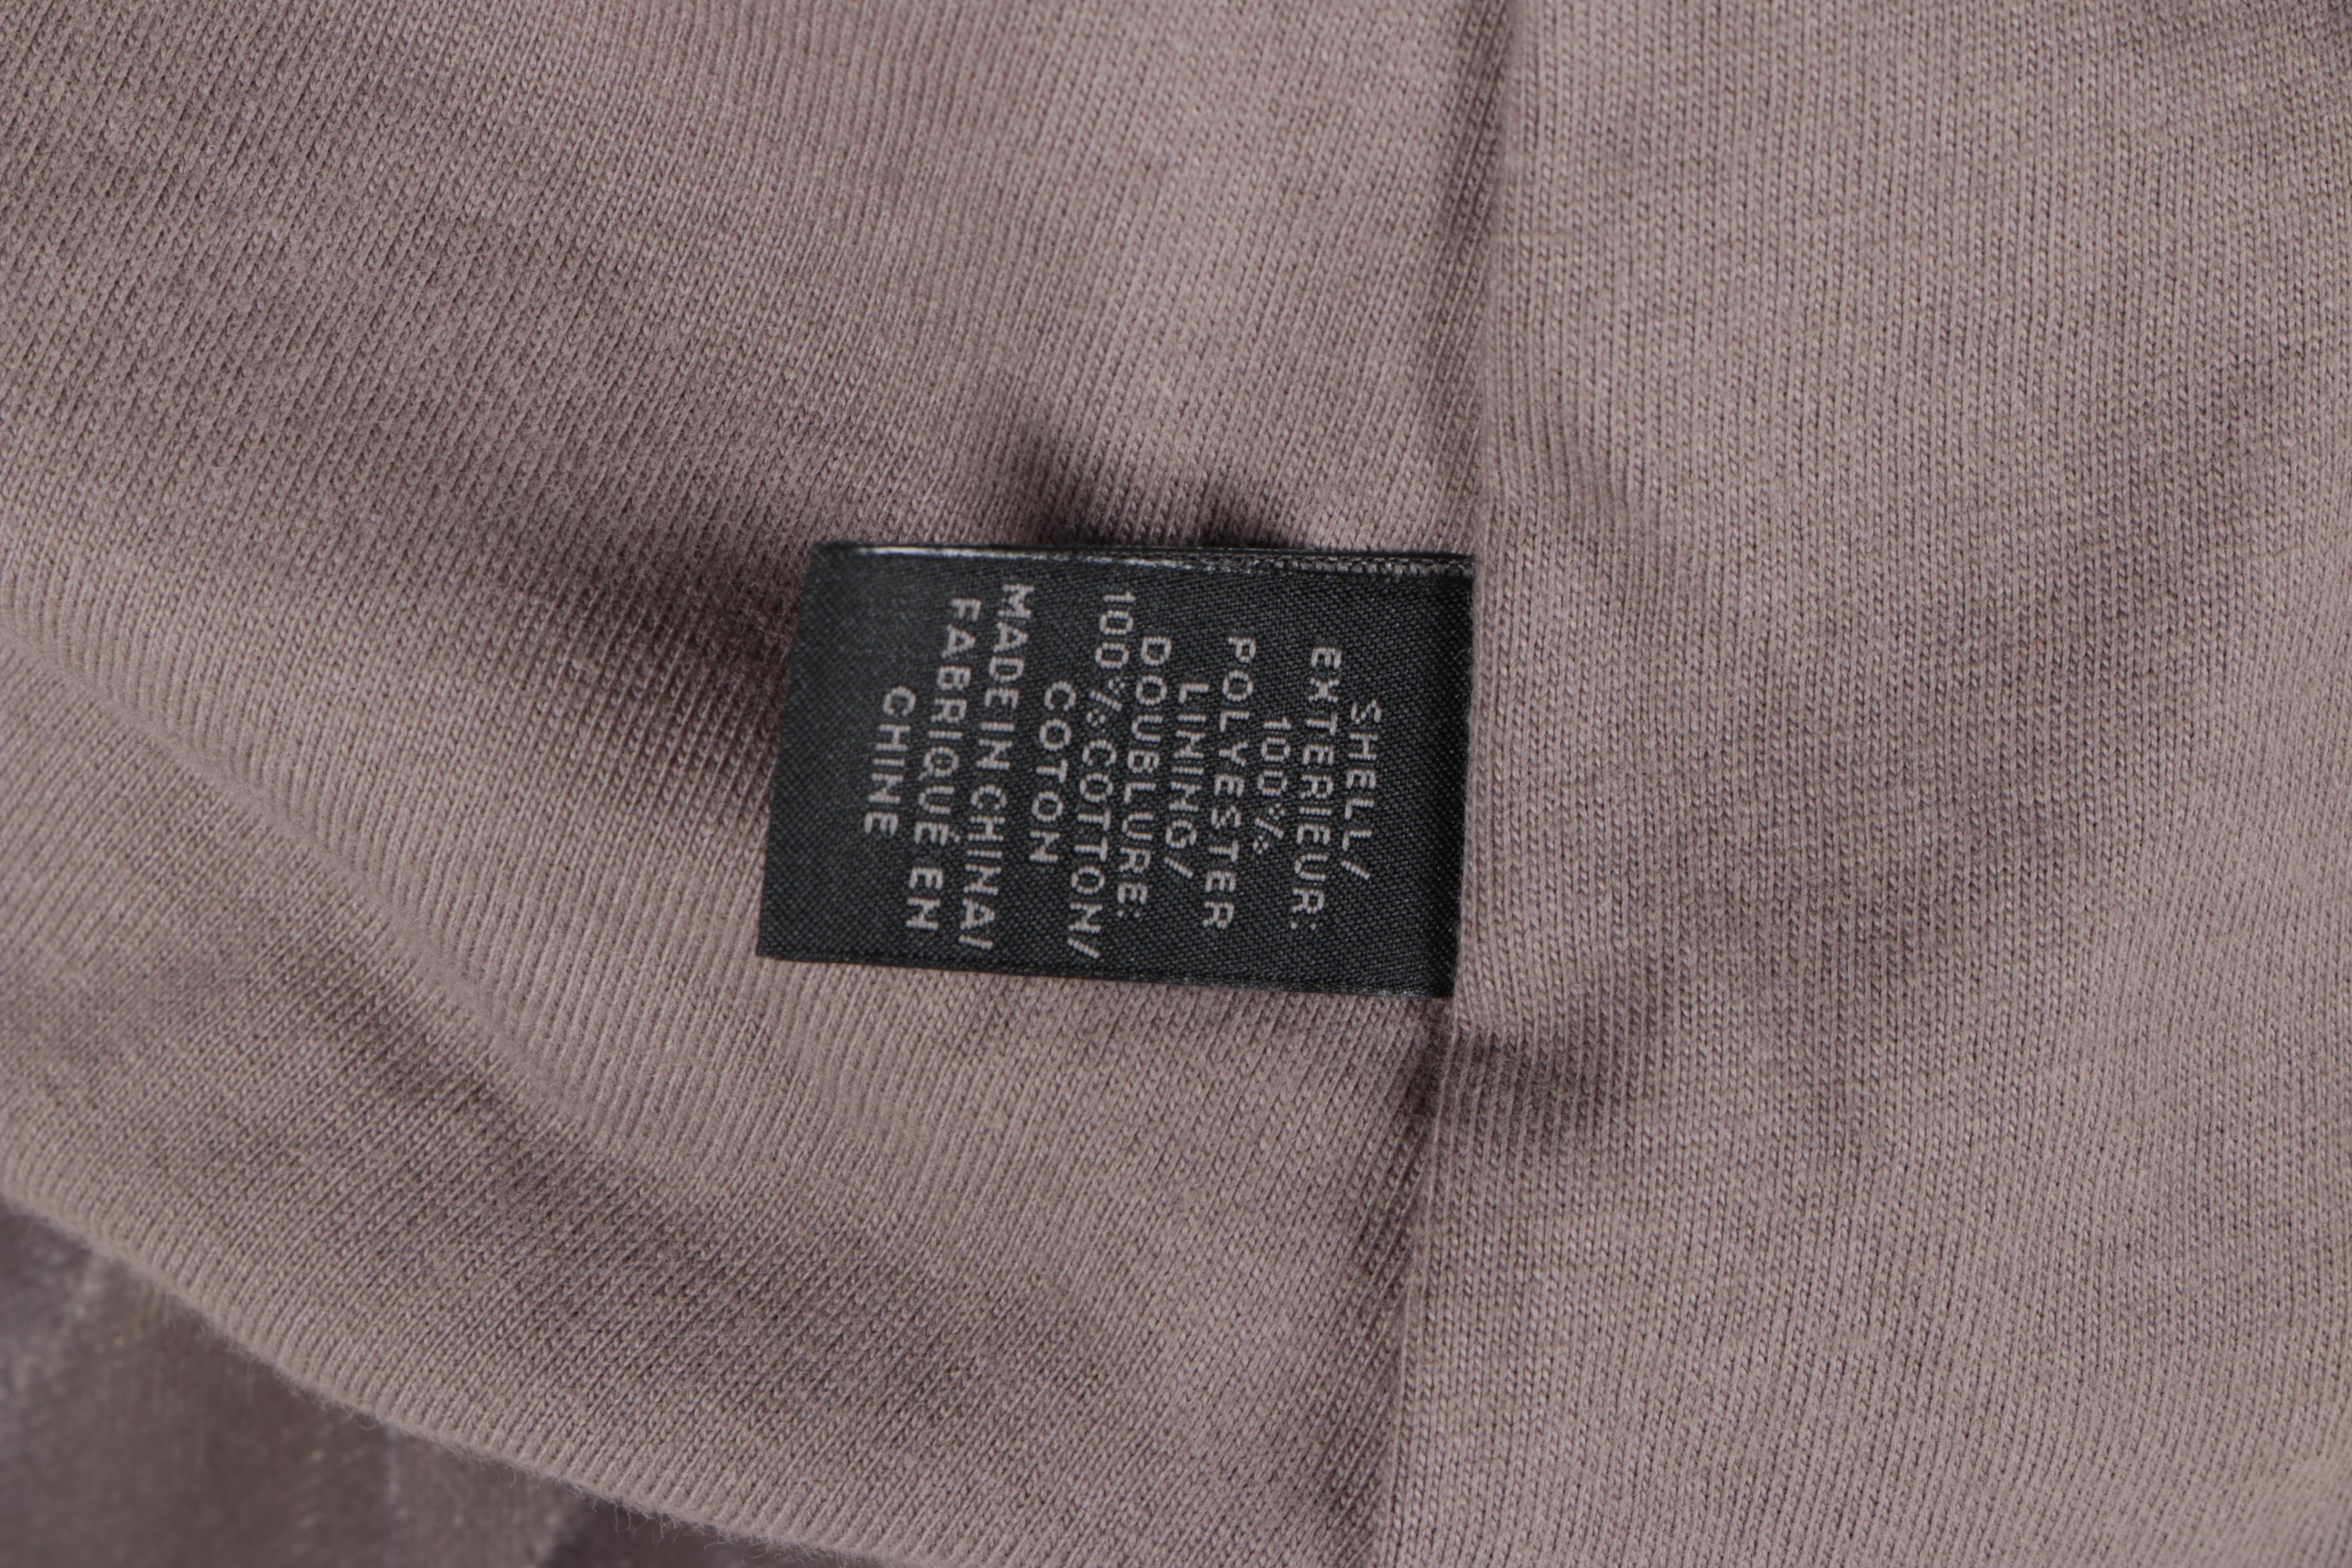 SHELL/
EXTERIEUR:
100%
POLYESTER
LINING/
DOUBLURE:
100% COTTON/
COTON
MADE IN CHINA/
FABRIQUÉ EN
CHINE